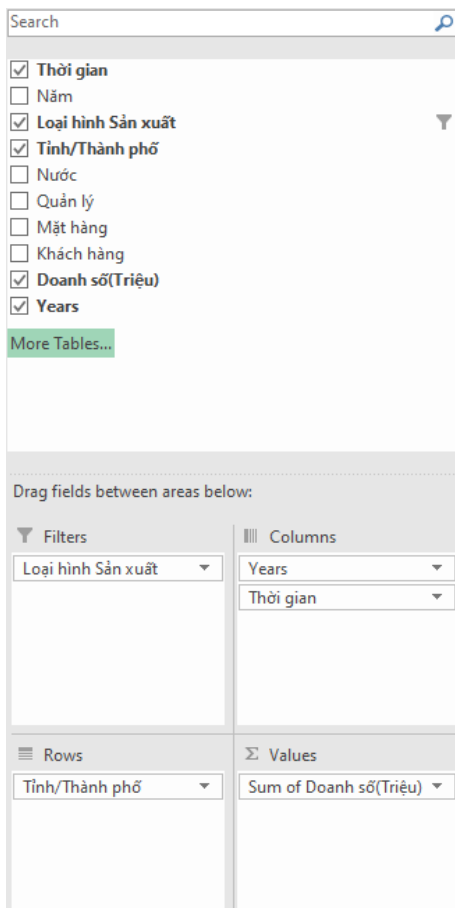 Search
Thời gian
Năm
Loại hình Sản xuất
Tỉnh/Thành phố
Nước
Quản lý
Mặt hàng
Khách hàng
Doanh số(Triệu)
Years
More Tables...
Drag fields between areas below:
Filters
Loại hình Sản xuất
Columns
Years
Thời gian
Rows
Tỉnh/Thành phố
Σ Values
Sum of Doanh số(Triệu)